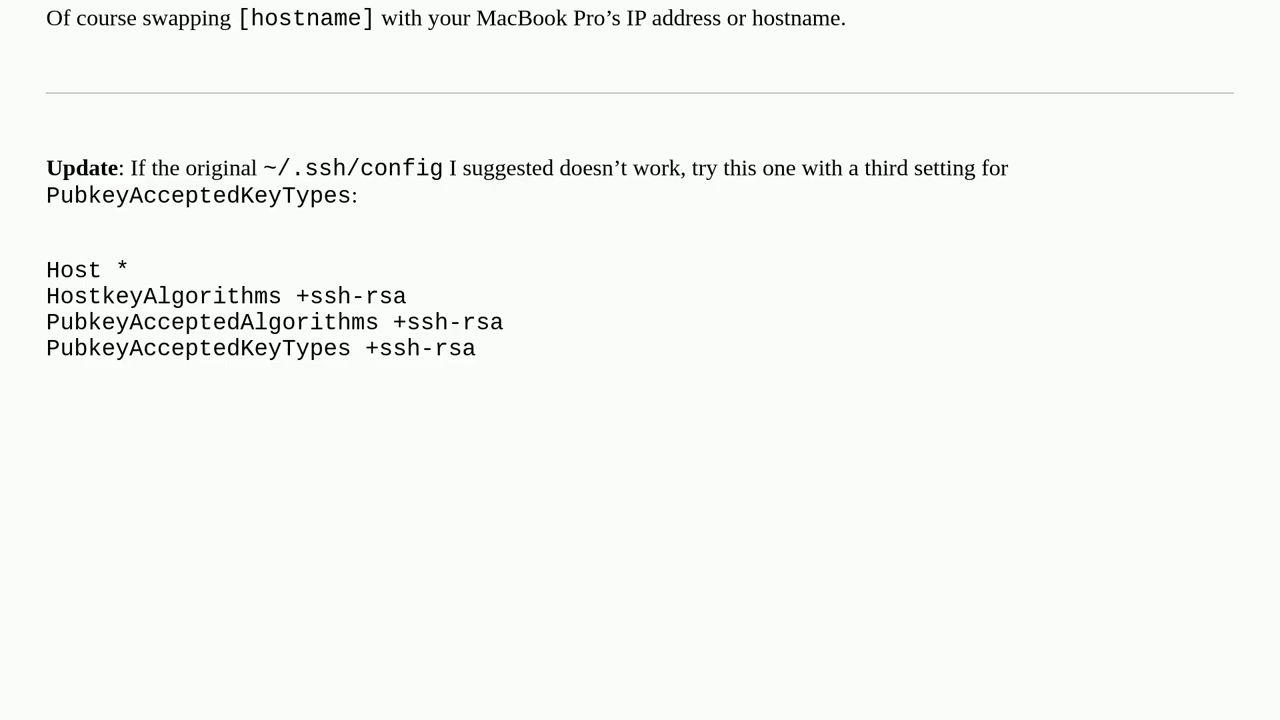 Of course swapping [hostname] with your MacBook Pro’s IP address or hostname.
Update: If the original ~/.ssh/config I suggested doesn’t work, try this one with a third setting for
PubkeyAcceptedKeyTypes:
Host *
HostkeyAlgorithms +ssh-rsa
PubkeyAcceptedAlgorithms +ssh-rsa
PubkeyAcceptedKeyTypes +ssh-rsa